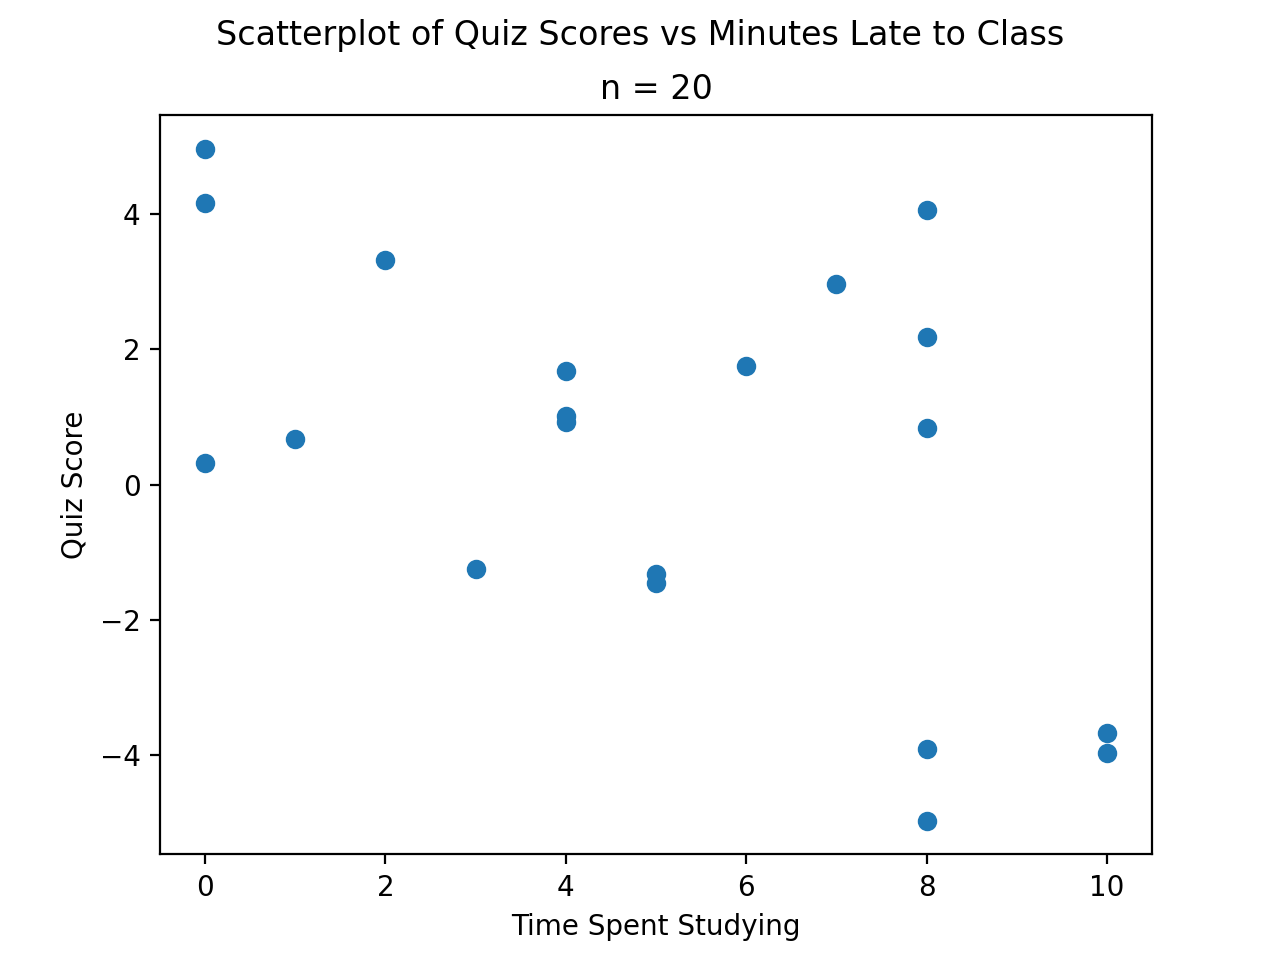 Scatterplot of Quiz Scores vs Minutes Late to Class
n = 20
4
2
0
−2
−4
Quiz Score
0 2 4 6 8 10
Time Spent Studying